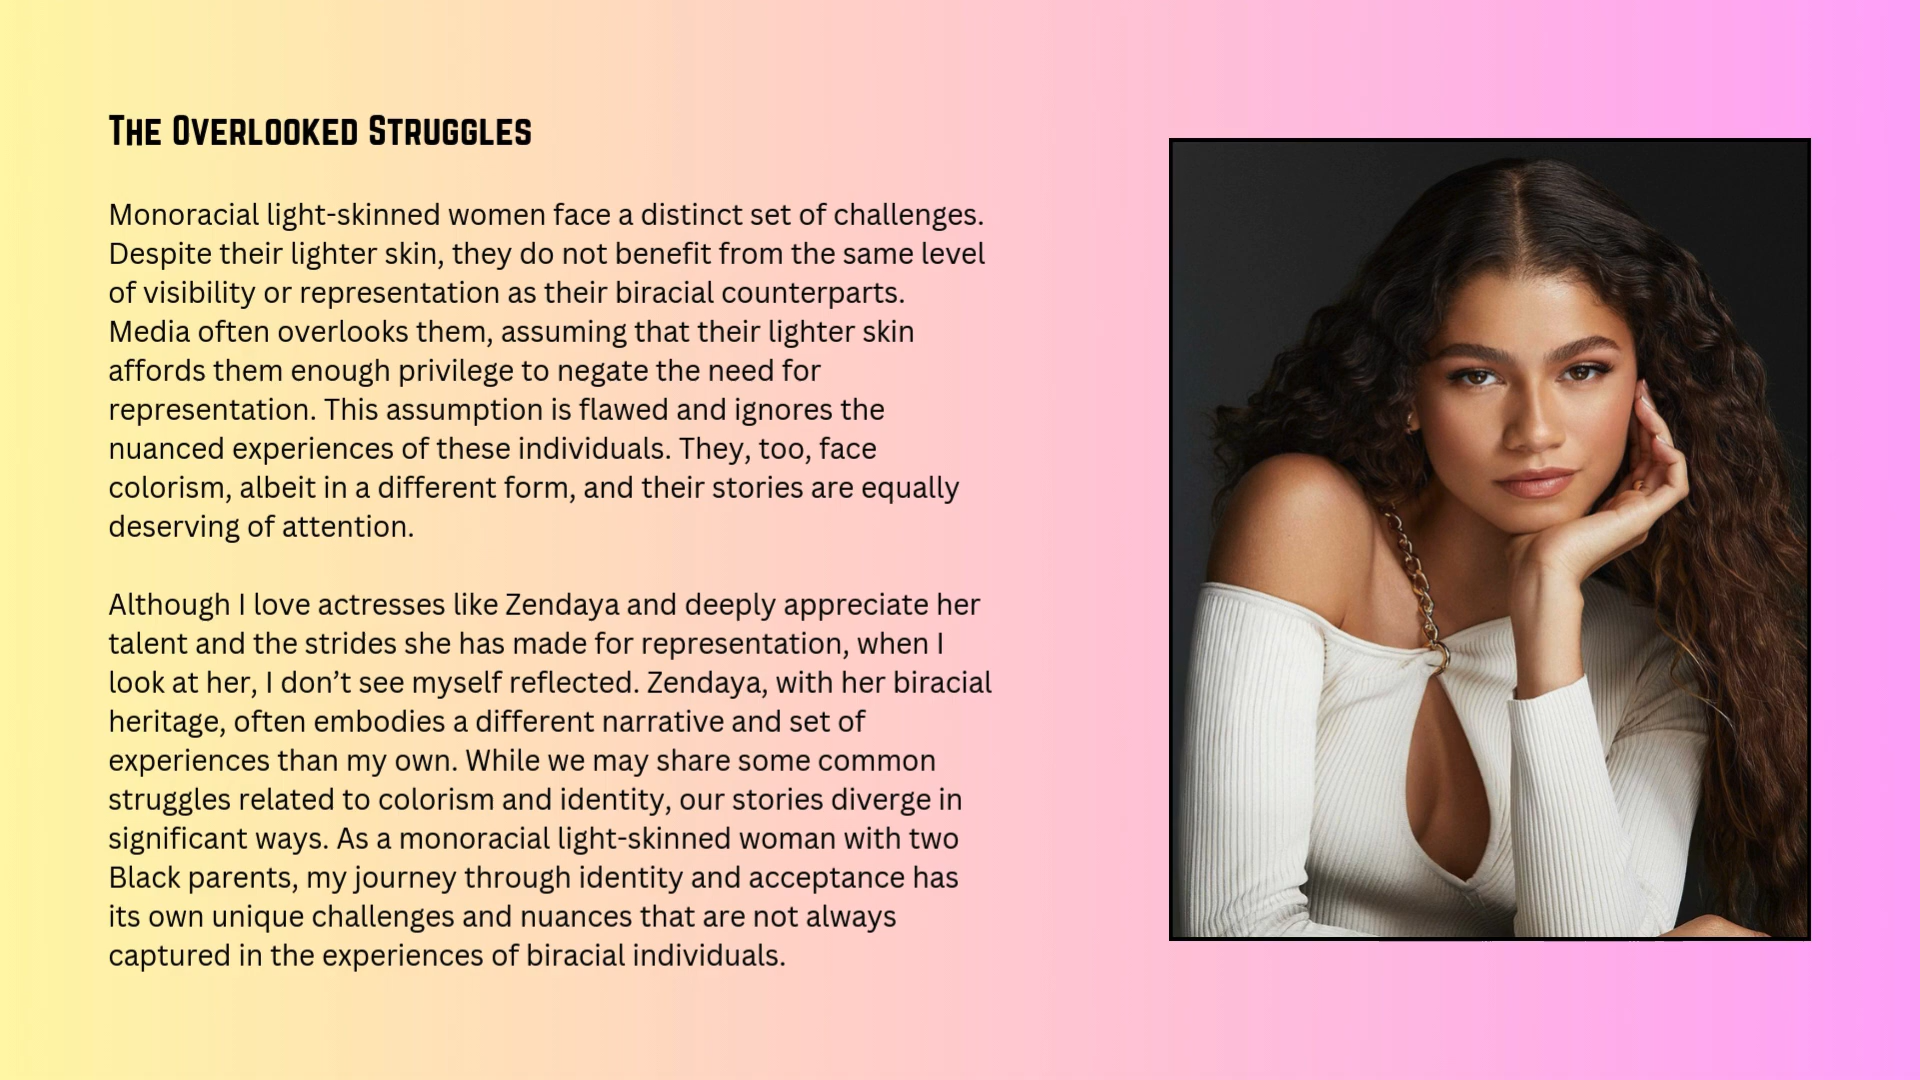 The Overlooked Struggles
Monoracial light-skinned women face a distinct set of challenges.
Despite their lighter skin, they do not benefit from the same level
of visibility or representation as their biracial counterparts.
Media often overlooks them, assuming that their lighter skin
affords them enough privilege to negate the need for
representation. This assumption is flawed and ignores the
nuanced experiences of these individuals. They, too, face
colorism, albeit in a different form, and their stories are equally
deserving of attention.
Although I love actresses like Zendaya and deeply appreciate her
talent and the strides she has made for representation, when I
look at her, I don’t see myself reflected. Zendaya, with her biracial
heritage, often embodies a different narrative and set of
experiences than my own. While we may share some common
struggles related to colorism and identity, our stories diverge in
significant ways. As a monoracial light-skinned woman with two
Black parents, my journey through identity and acceptance has
its own unique challenges and nuances that are not always
captured in the experiences of biracial individuals.